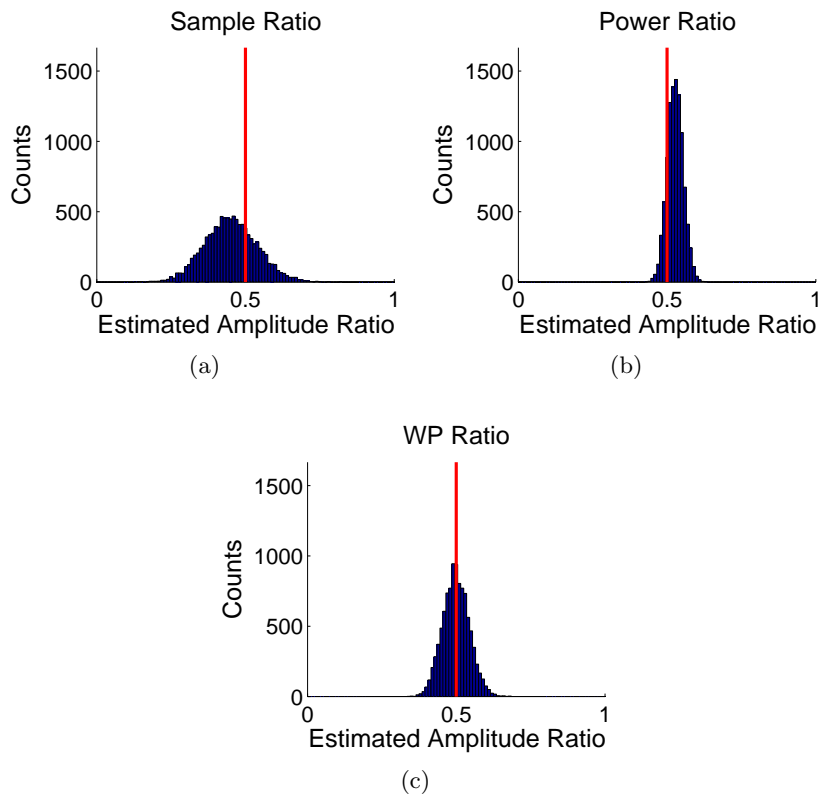 Sample Ratio
1500
1000
500
0
Counts
0 0.5 1
Estimated Amplitude Ratio
(a)
Power Ratio
1500
1000
500
0
Counts
0 0.5 1
Estimated Amplitude Ratio
(b)
WP Ratio
1500
1000
500
0
Counts
0 0.5 1
Estimated Amplitude Ratio
(c)